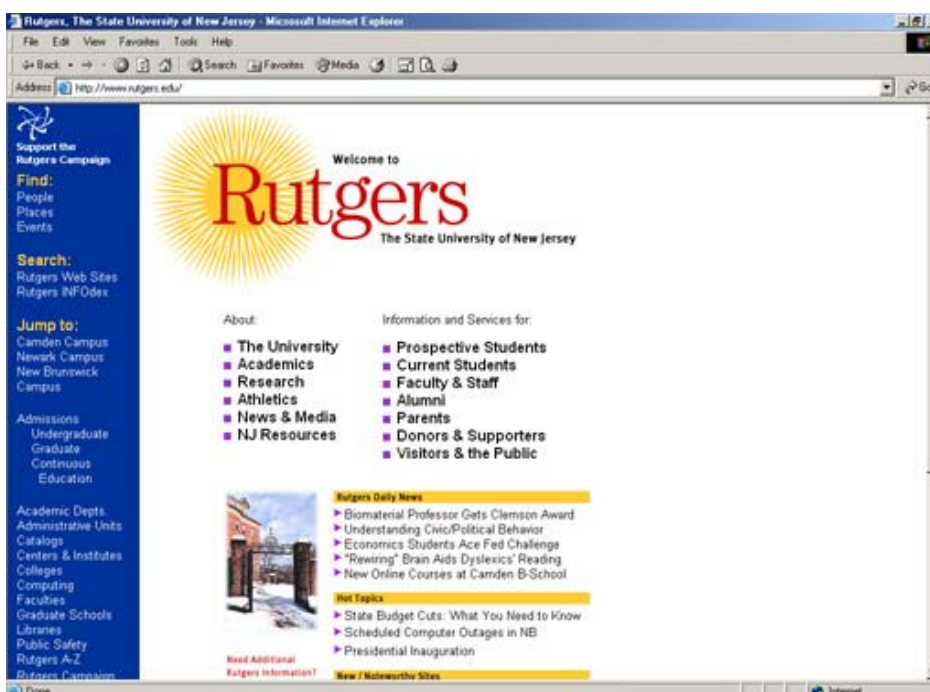 Rutgers, The State University of New Jersey - Microsoft Internet Explorer
File Edit View Favorites Tools Help
Back Search Favorites Media
Address http://www.rutgers.edu/ Go
Support the
Rutgers Campaign
Find:
People
Places
Events
Search:
Rutgers Web Sites
Rutgers INFOdex
Jump to:
Camden Campus
Newark Campus
New Brunswick
Campus
Admissions
Undergraduate
Graduate
Continuous
Education
Academic Depts.
Administrative Units
Catalogs
Centers & Institutes
Colleges
Computing
Faculties
Graduate Schools
Libraries
Public Safety
Rutgers A-Z
Rutgers Campaign
Welcome to
Rutgers
The State University of New Jersey
About:
The University
Academics
Research
Athletics
News & Media
NJ Resources
Information and Services for:
Prospective Students
Current Students
Faculty & Staff
Alumni
Parents
Donors & Supporters
Visitors & the Public
Need Additional
Rutgers Information?
Rutgers Daily News
Biomaterial Professor Gets Clemson Award
Understanding Civic/Political Behavior
Economics Students Ace Fed Challenge
"Rewiring" Brain Aids Dyslexics' Reading
New Online Courses at Camden B-School
Hot Topics
State Budget Cuts: What You Need to Know
Scheduled Computer Outages in NB
Presidential Inauguration
New / Noteworthy Sites
Done
Internet